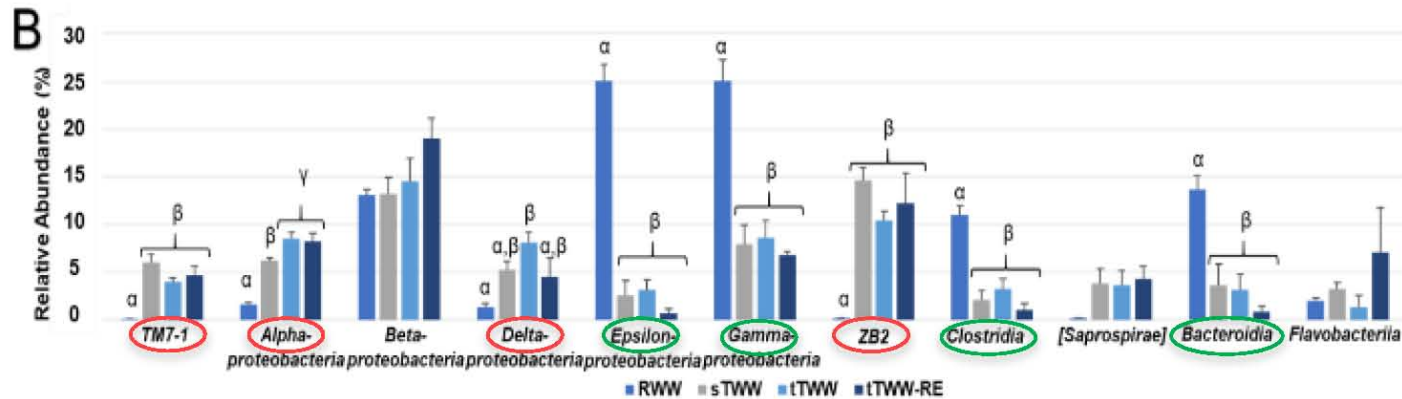 B
Relative Abundance (%)
30
25
20
15
10
5
0
α β
α β γ
α α,β β α,β
α β
α β
α β
α β
α β
TM7-1 Alpha- Beta- Delta- Epsilon- Gamma- ZB2 Clostridia [Saprospirae] Bacteroidia Flavobacteriia
proteobacteria proteobacteria proteobacteria proteobacteria proteobacteria
RWW sTWW tTWW tTWW-RE